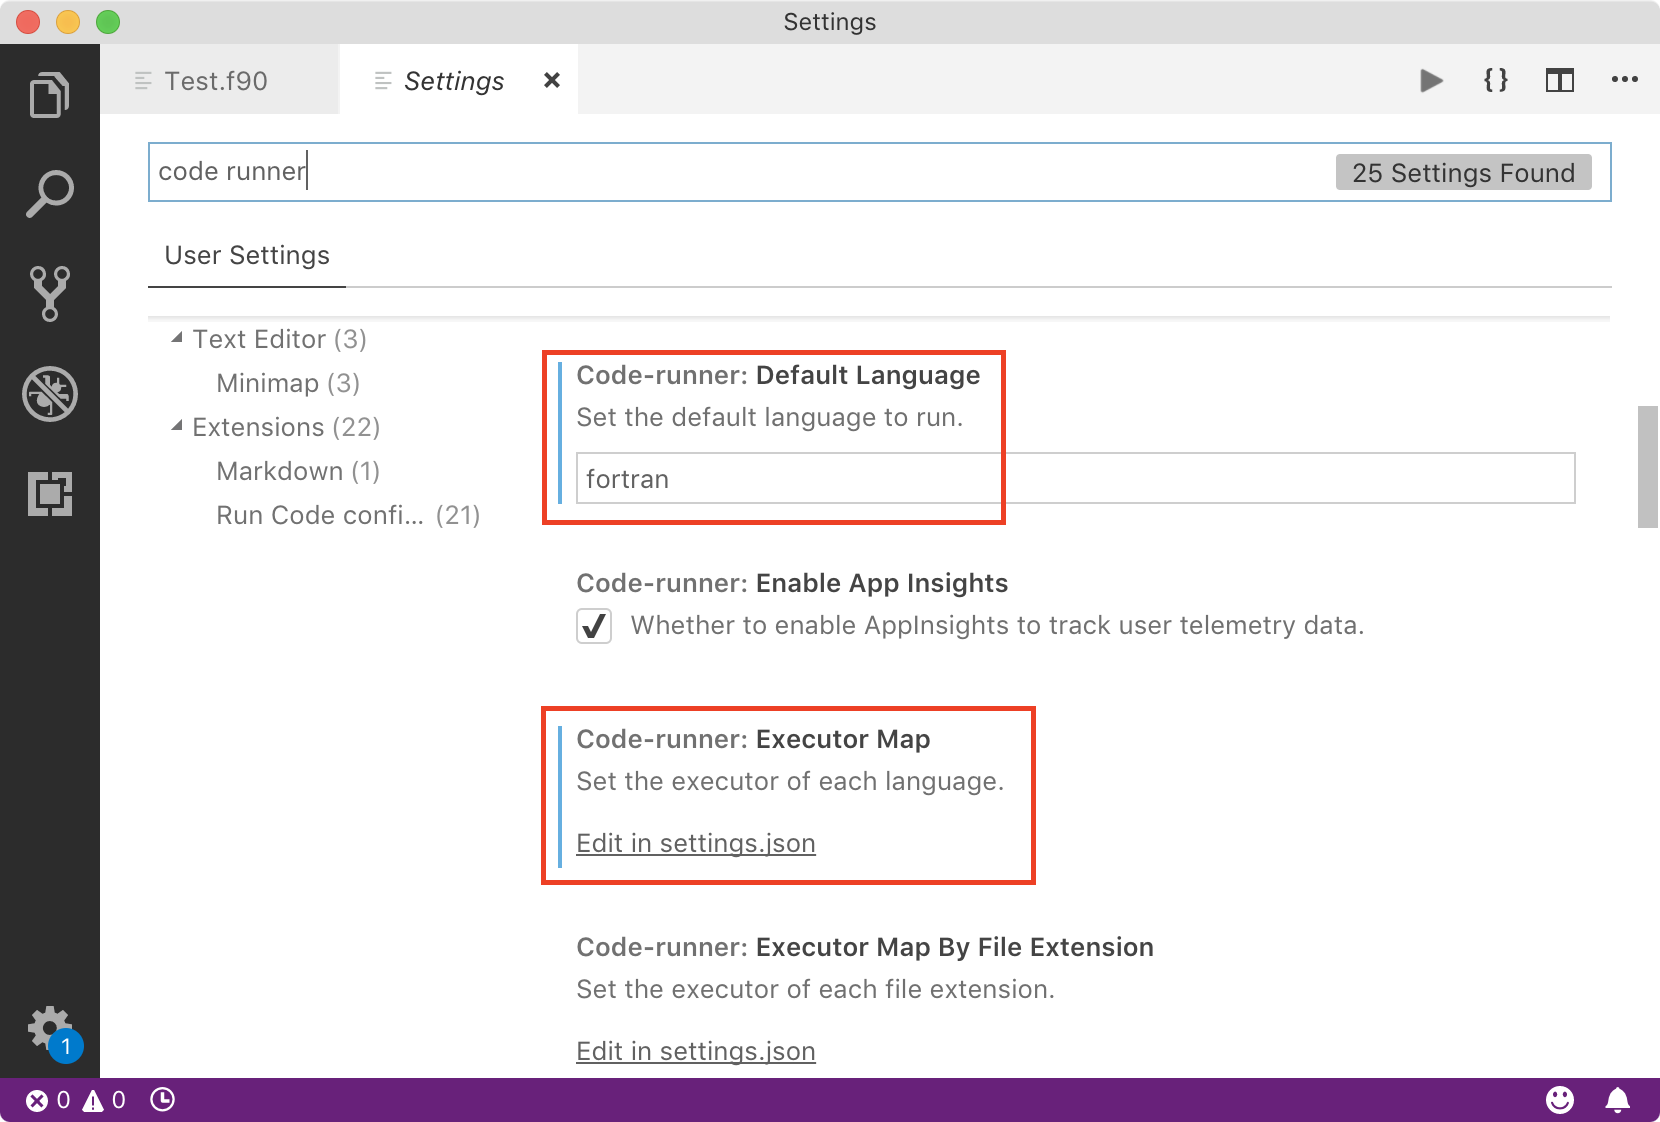 Settings
Test.f90
Settings
code runner
25 Settings Found
User Settings
Text Editor (3)
Minimap (3)
Extensions (22)
Markdown (1)
Run Code confi... (21)
Code-runner: Default Language
Set the default language to run.
fortran
Code-runner: Enable App Insights
Whether to enable AppInsights to track user telemetry data.
Code-runner: Executor Map
Set the executor of each language.
Edit in settings.json
Code-runner: Executor Map By File Extension
Set the executor of each file extension.
Edit in settings.json
1
0 0